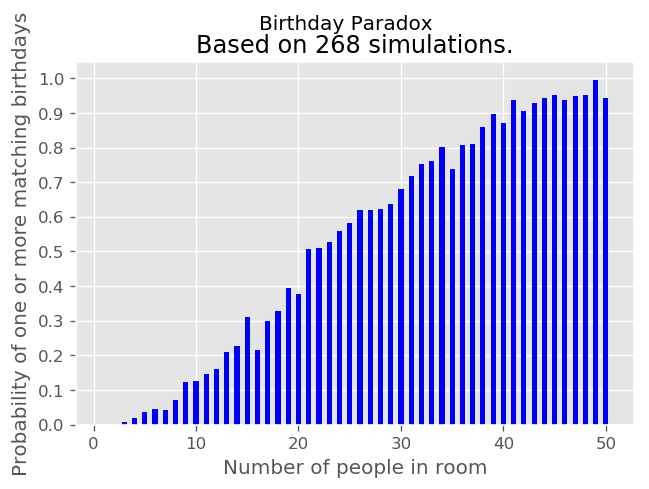 Birthday Paradox
Based on 268 simulations.
Probability of one or more matching birthdays
1.0
0.9
0.8
0.7
0.6
0.5
0.4
0.3
0.2
0.1
0.0
0 10 20 30 40 50
Number of people in room